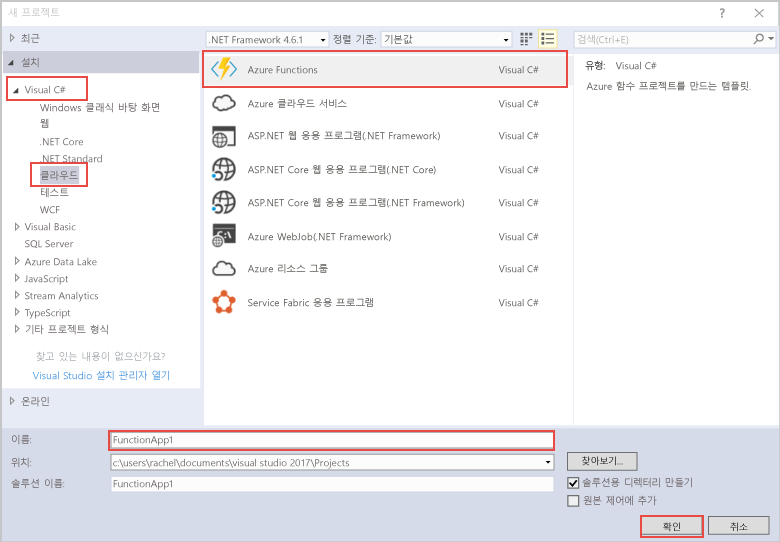 새 프로젝트
?
최근
설치
Visual C#
Windows 클래식 바탕 화면
웹
.NET Core
.NET Standard
클라우드
테스트
WCF
Visual Basic
SQL Server
Azure Data Lake
JavaScript
Stream Analytics
TypeScript
기타 프로젝트 형식
찾고 있는 내용이 없으신가요?
Visual Studio 설치 관리자 열기
온라인
.NET Framework 4.6.1
정렬 기준: 기본값
Azure Functions Visual C#
Azure 클라우드 서비스 Visual C#
ASP.NET 웹 응용 프로그램(.NET Framework) Visual C#
ASP.NET Core 웹 응용 프로그램(.NET Core) Visual C#
ASP.NET Core 웹 응용 프로그램(.NET Framework) Visual C#
Azure WebJob(.NET Framework) Visual C#
Azure 리소스 그룹 Visual C#
Service Fabric 응용 프로그램 Visual C#
검색(Ctrl+E)
유형: Visual C#
Azure 함수 프로젝트를 만드는 템플릿.
이름: FunctionApp1
위치: c:\users\rachel\documents\visual studio 2017\Projects
찾아보기...
솔루션 이름: FunctionApp1
솔루션용 디렉터리 만들기
원본 제어에 추가
확인
취소